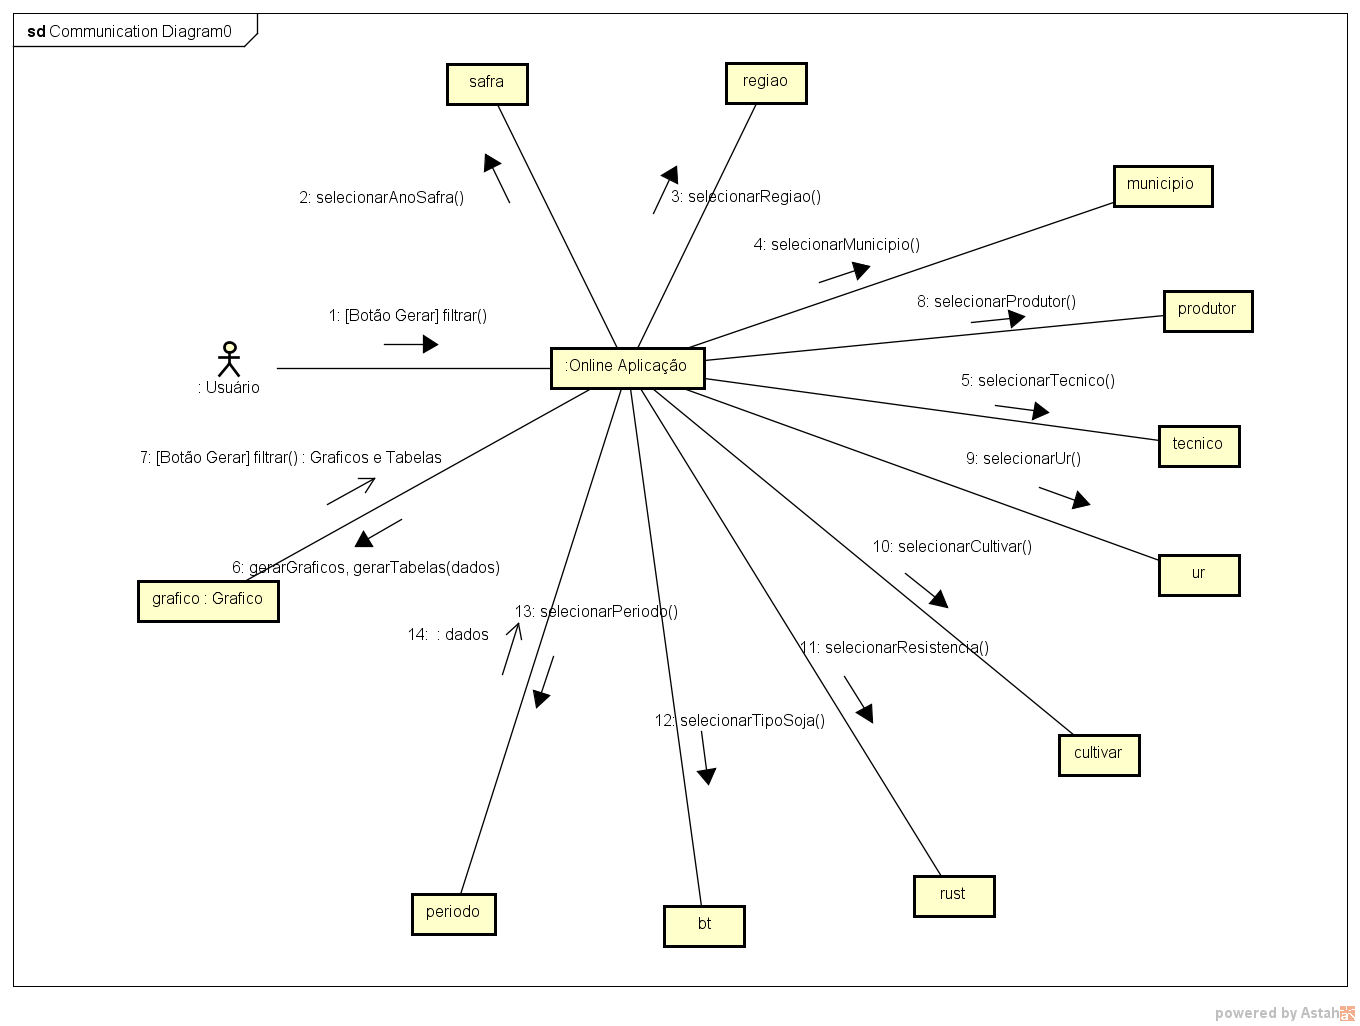 sd Communication Diagram0
safra
regiao
municipio
2: selecionarAnoSafra()
3: selecionarRegiao()
4: selecionarMunicipio()
8: selecionarProdutor()
produtor
1: [Botão Gerar] filtrar()
:Online Aplicação
: Usuário
5: selecionarTecnico()
tecnico
7: [Botão Gerar] filtrar() : Graficos e Tabelas
9: selecionarUr()
10: selecionarCultivar()
6: gerarGraficos, gerarTabelas(dados)
ur
grafico : Grafico
13: selecionarPeriodo()
14:  : dados
11: selecionarResistencia()
12: selecionarTipoSoja()
cultivar
rust
periodo
bt
powered by Astah